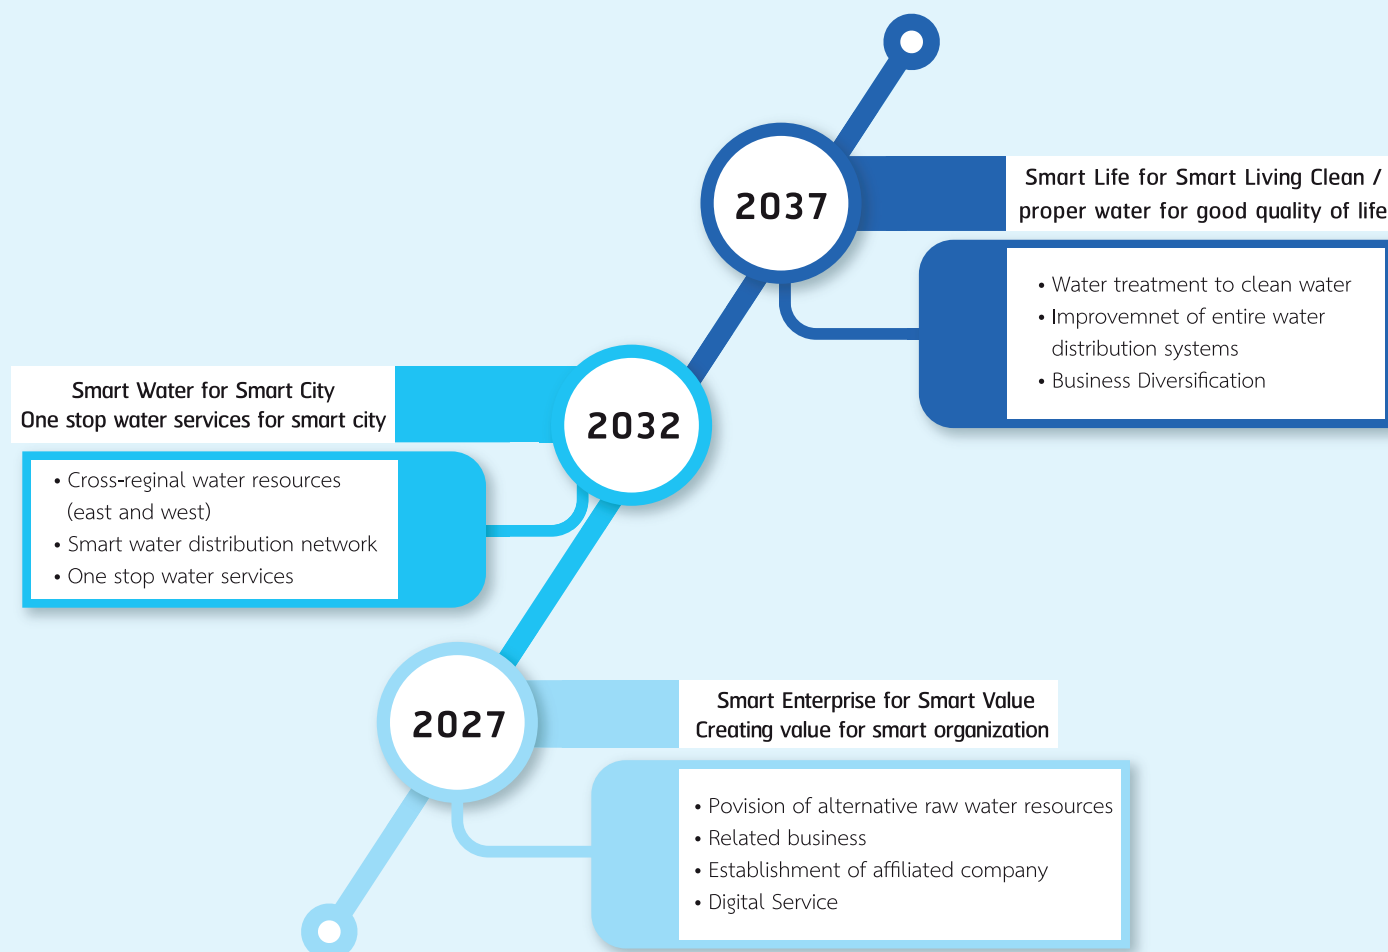 2037
Smart Life for Smart Living Clean /
proper water for good quality of life
• Water treatment to clean water
• Improvemnet of entire water
distribution systems
• Business Diversification
Smart Water for Smart City
One stop water services for smart city
2032
• Cross-reginal water resources
(east and west)
• Smart water distribution network
• One stop water services
2027
Smart Enterprise for Smart Value
Creating value for smart organization
• Povision of alternative raw water resources
• Related business
• Establishment of affiliated company
• Digital Service